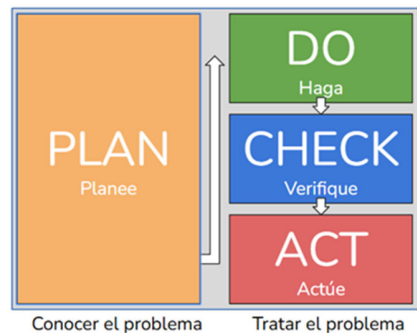 PLAN
Planee
DO
Haga
CHECK
Verifique
ACT
Actúe
Conocer el problema
Tratar el problema